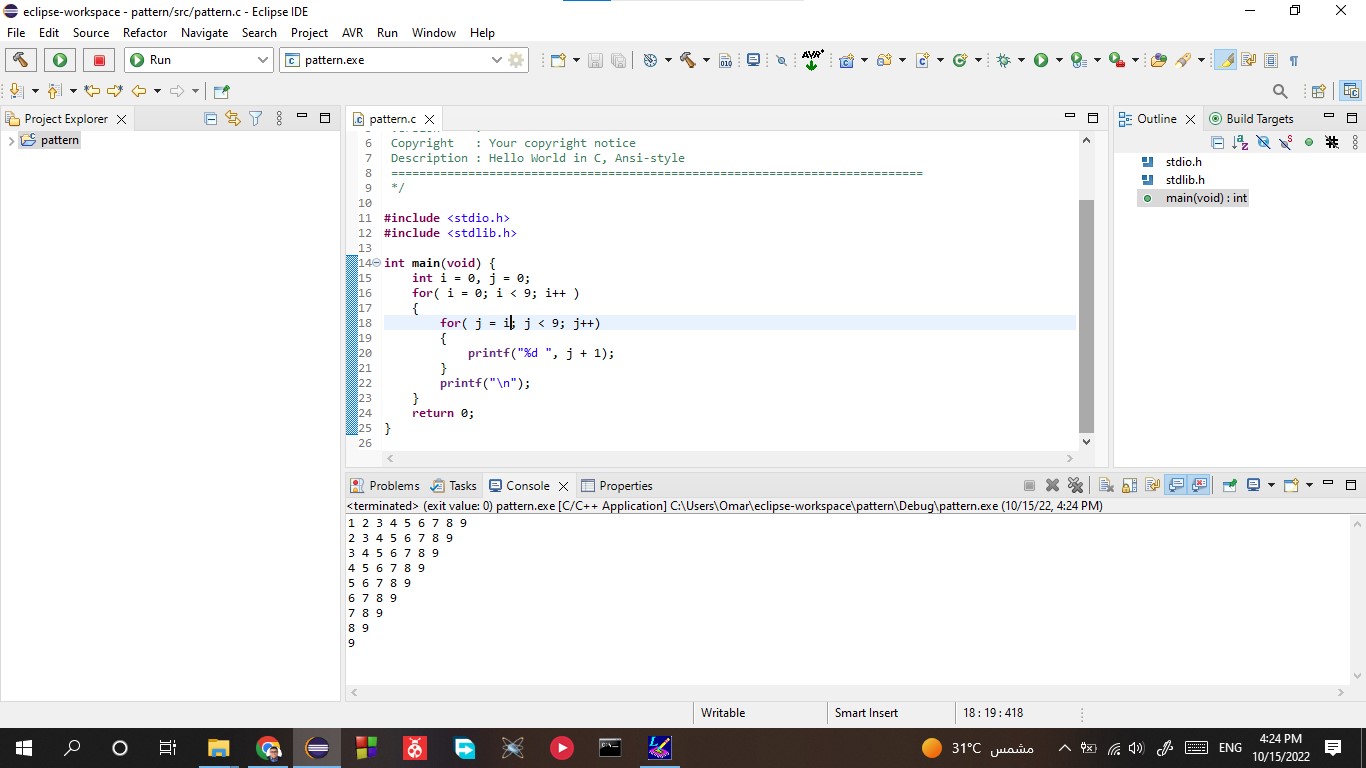 eclipse-workspace - pattern/src/pattern.c - Eclipse IDE
File Edit Source Refactor Navigate Search Project AVR Run Window Help
Run pattern.exe
Project Explorer
pattern
pattern.c
6 Copyright   : Your copyright notice
7 Description : Hello World in C, Ansi-style
8 ============================================================================
9 */
10
11 #include <stdio.h>
12 #include <stdlib.h>
13
14 int main(void) {
15     int i = 0, j = 0;
16     for( i = 0; i < 9; i++ )
17     {
18         for( j = i; j < 9; j++)
19         {
20             printf("%d ", j + 1);
21         }
22         printf("\n");
23     }
24     return 0;
25 }
26
Outline Build Targets
stdio.h
stdlib.h
main(void) : int
Problems Tasks Console Properties
<terminated> (exit value: 0) pattern.exe [C/C++ Application] C:\Users\Omar\eclipse-workspace\pattern\Debug\pattern.exe (10/15/22, 4:24 PM)
1 2 3 4 5 6 7 8 9
2 3 4 5 6 7 8 9
3 4 5 6 7 8 9
4 5 6 7 8 9
5 6 7 8 9
6 7 8 9
7 8 9
8 9
9
Writable Smart Insert 18 : 19 : 418
31°C مشمس ENG 4:24 PM
10/15/2022